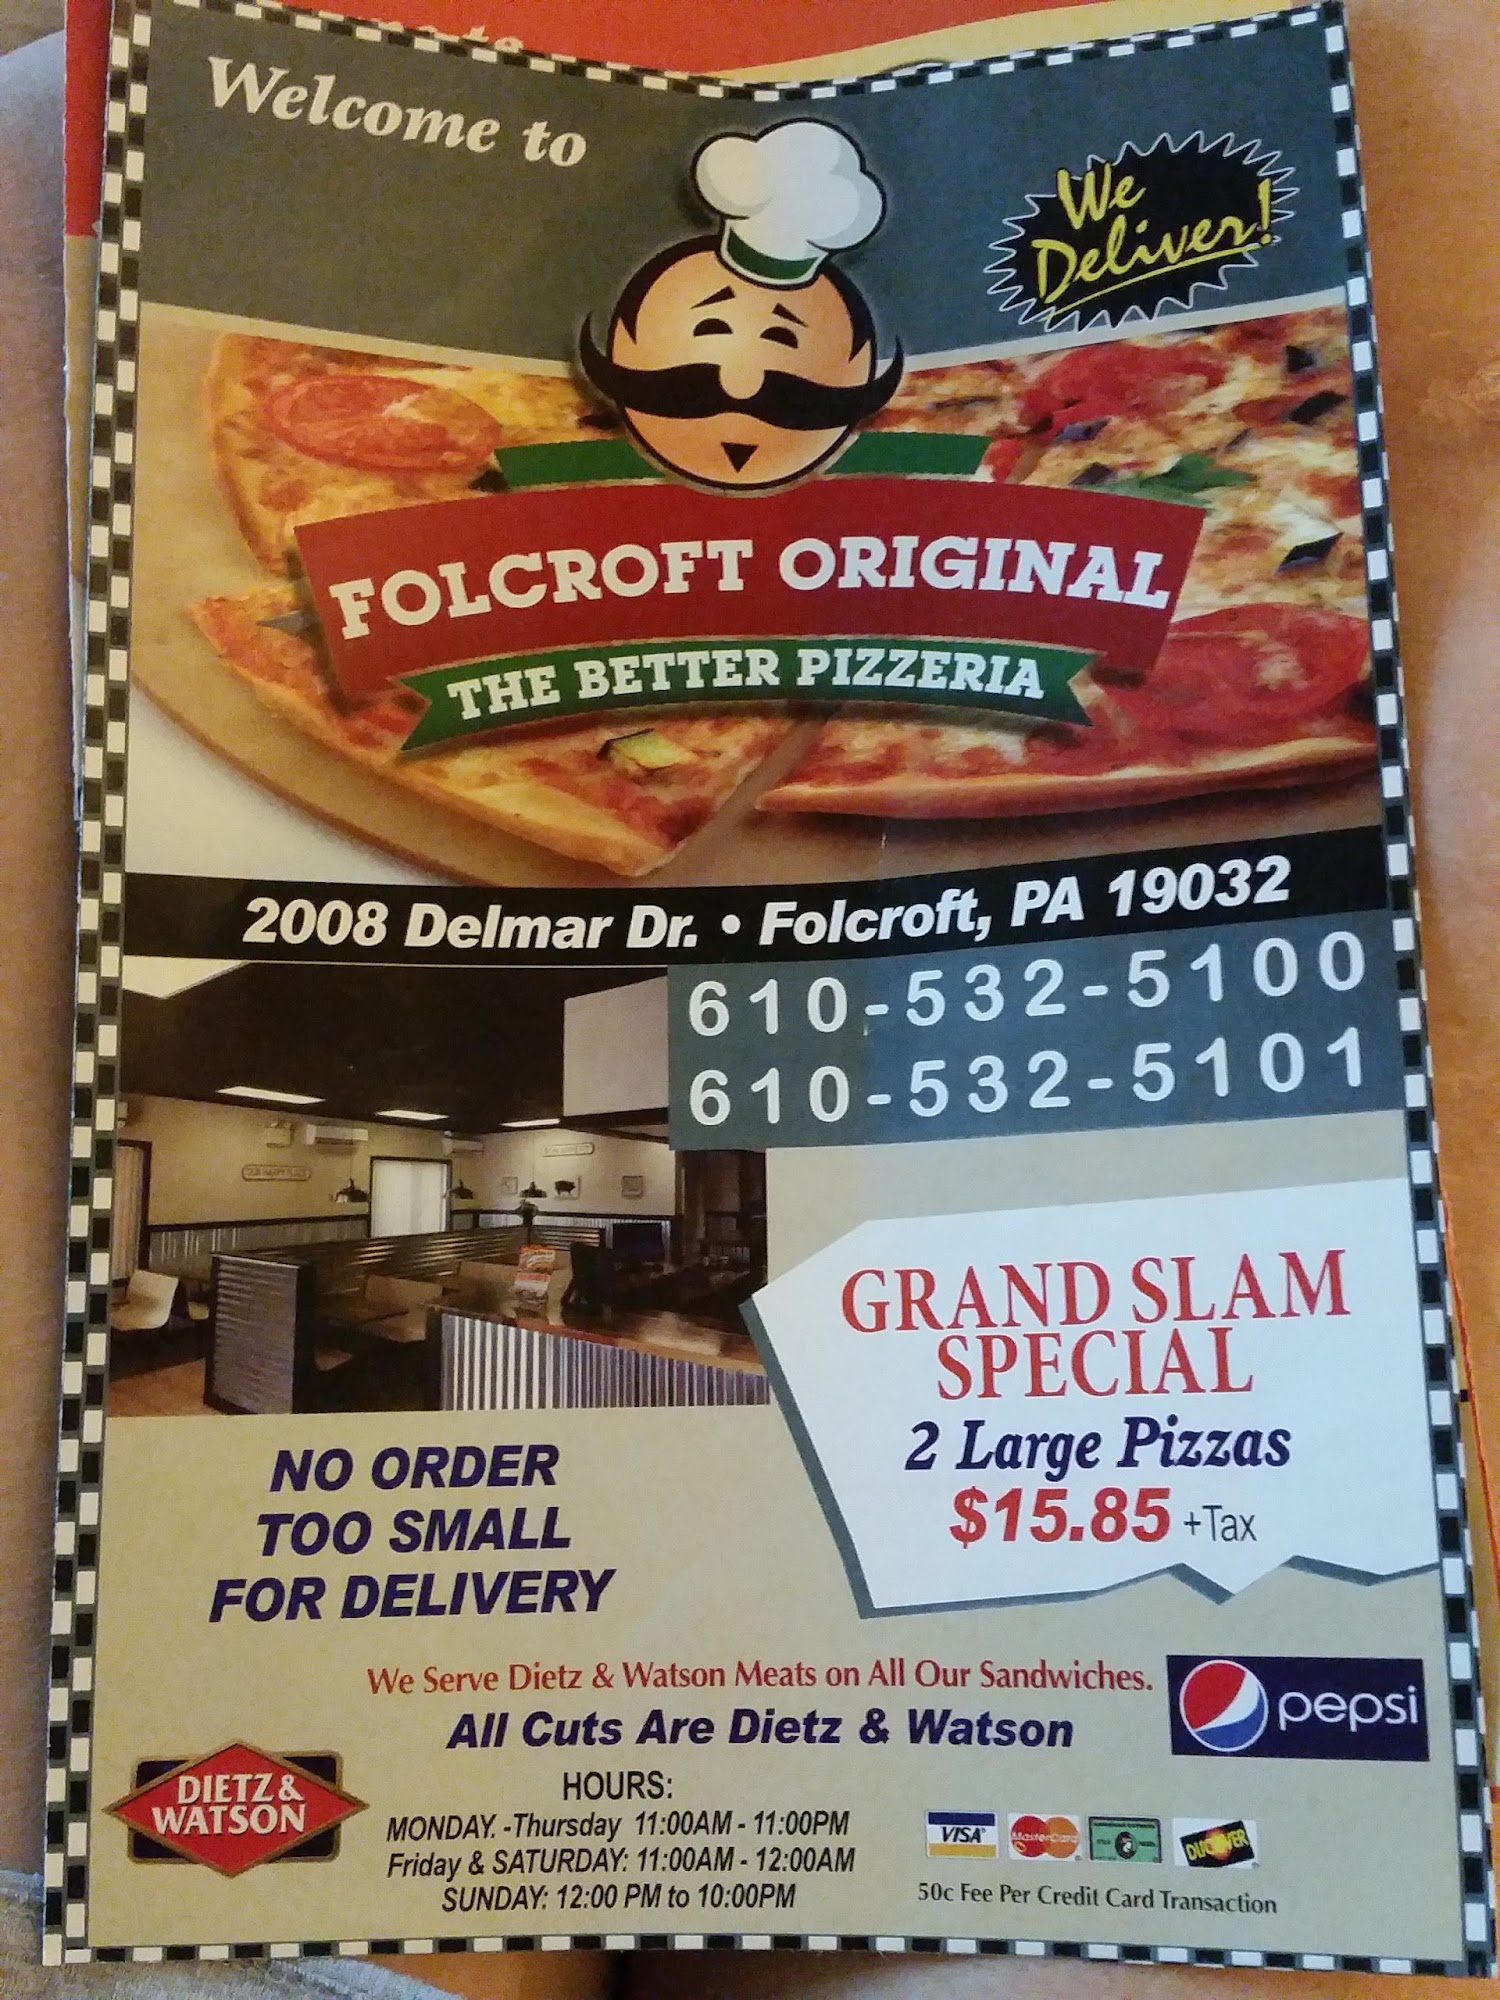 Welcome to
We
Deliver!
FOLCROFT ORIGINAL
THE BETTER PIZZERIA
2008 Delmar Dr. • Folcroft, PA 19032
610-532-5100
610-532-5101
GRAND SLAM
SPECIAL
2 Large Pizzas
$15.85 +Tax
NO ORDER
TOO SMALL
FOR DELIVERY
We Serve Dietz & Watson Meats on All Our Sandwiches.
All Cuts Are Dietz & Watson
pepsi
DIETZ &
WATSON
HOURS:
MONDAY. -Thursday 11:00AM - 11:00PM
Friday & SATURDAY: 11:00AM - 12:00AM
SUNDAY: 12:00 PM to 10:00PM
VISA MasterCard DISCOVER
50c Fee Per Credit Card Transaction